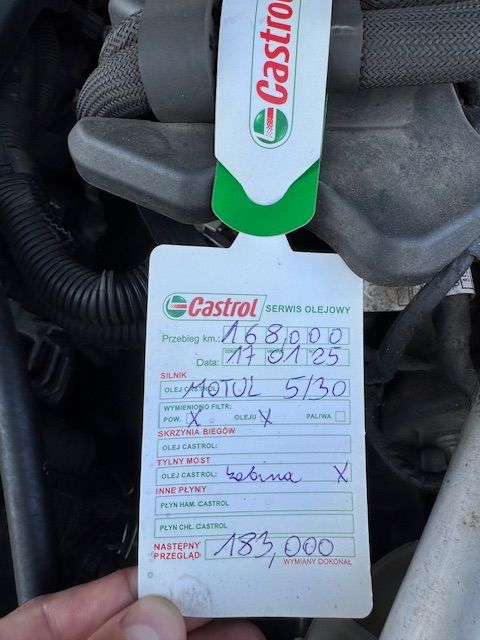 Castrol
Castrol SERWIS OLEJOWY
Przebieg km.: 168,000
Data: 17 01 25
SILNIK
OLEJ CASTROL: MOTUL 5/30
WYMIENIONO FILTR:
POW. X OLEJU X PALIWA
SKRZYNIA BIEGÓW
OLEJ CASTROL:
TYLNY MOST
OLEJ CASTROL: X
INNE PŁYNY
PŁYN HAM. CASTROL
PŁYN CHŁ. CASTROL
NASTĘPNY PRZEGLĄD 183,000
WYMIANY DOKONAŁ